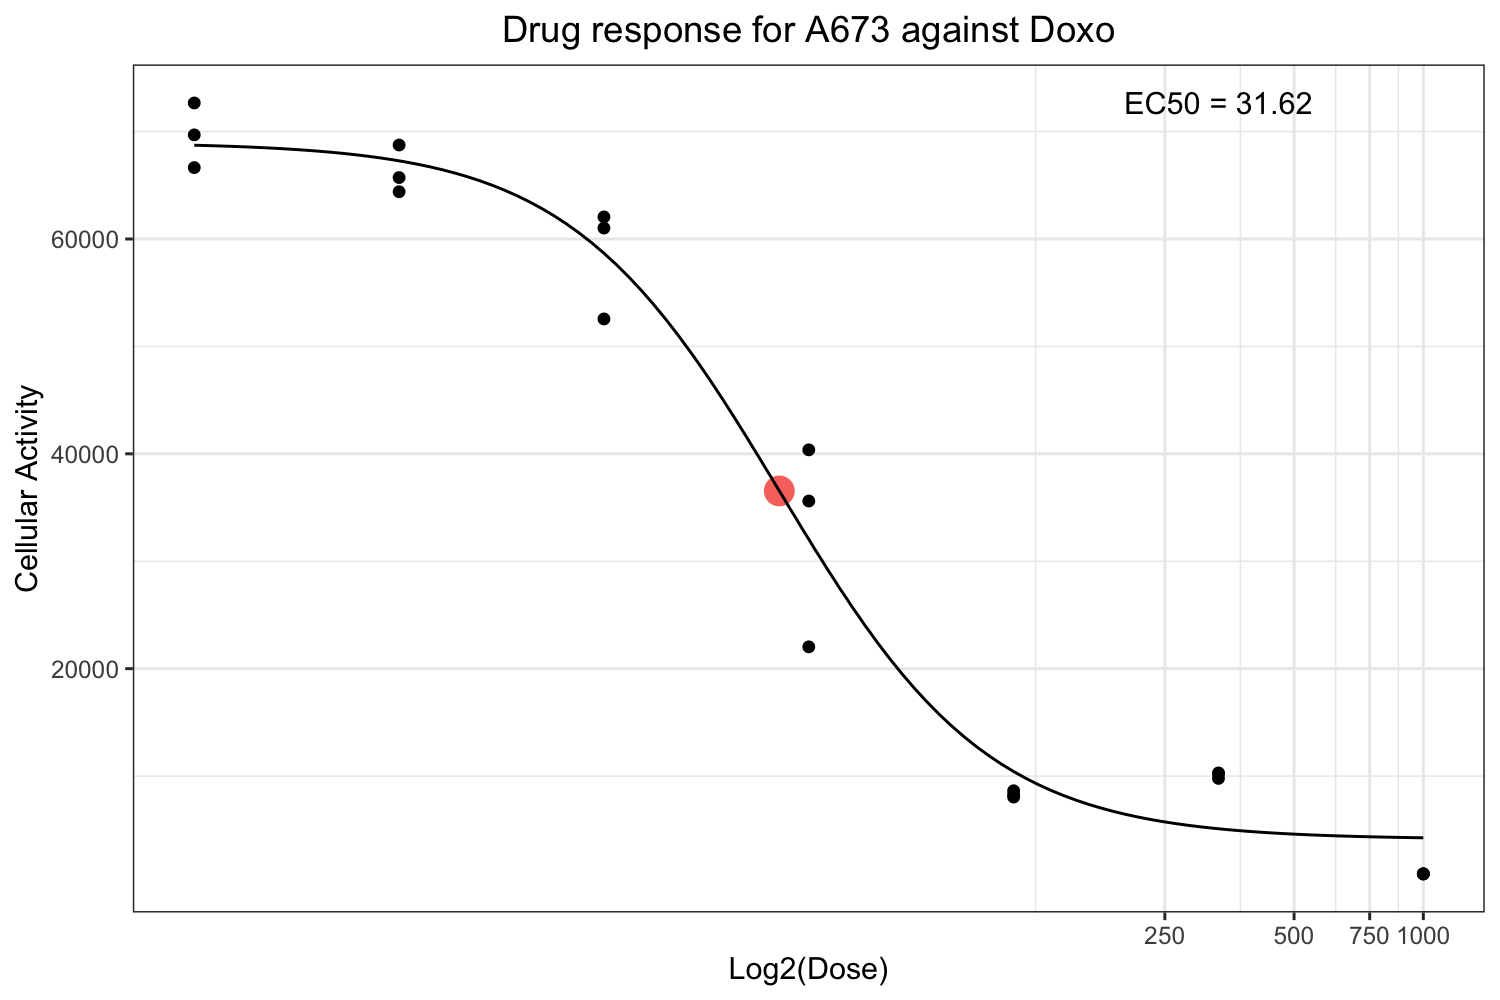 Drug response for A673 against Doxo
EC50 = 31.62
60000
40000
20000
Cellular Activity
250 500 750 1000
Log2(Dose)